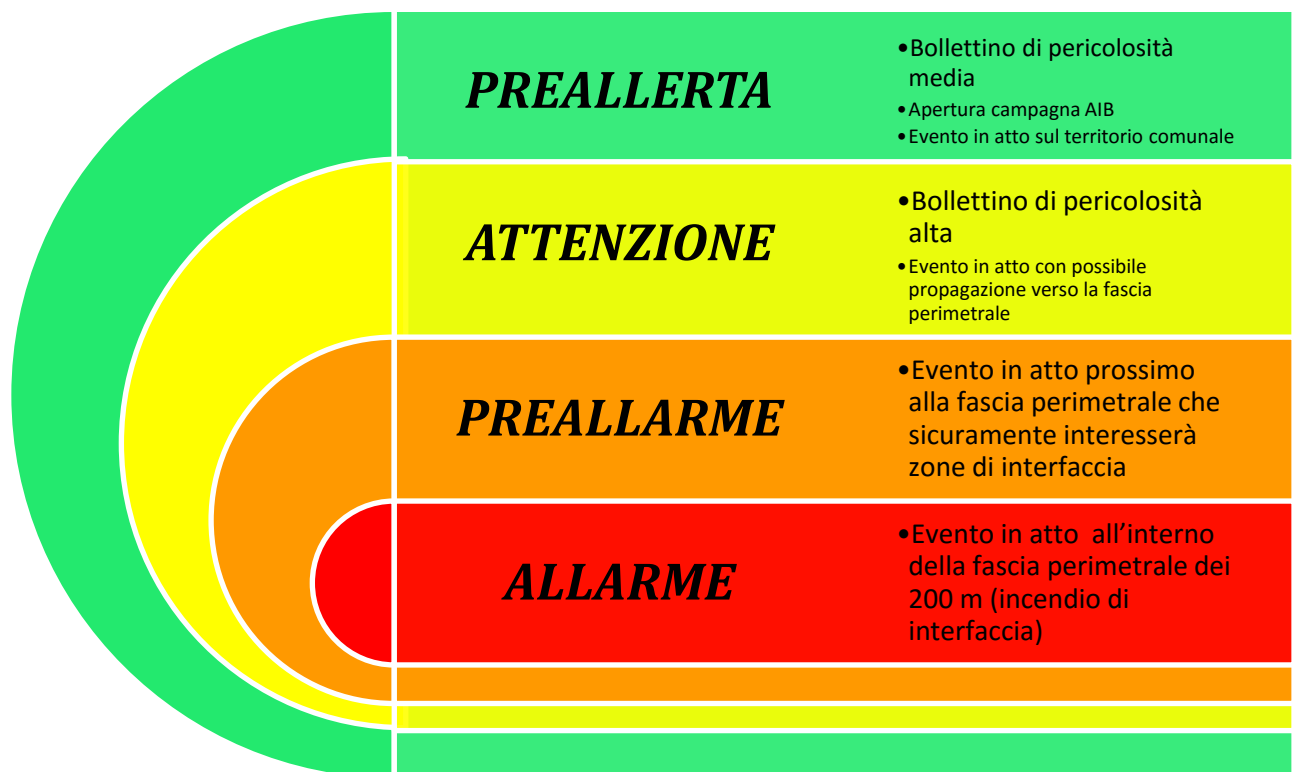 PREALLERTA
•Bollettino di pericolosità
media
•Apertura campagna AIB
•Evento in atto sul territorio comunale
ATTENZIONE
•Bollettino di pericolosità
alta
•Evento in atto con possibile
propagazione verso la fascia
perimetrale
PREALLARME
•Evento in atto prossimo
alla fascia perimetrale che
sicuramente interesserà
zone di interfaccia
ALLARME
•Evento in atto all’interno
della fascia perimetrale dei
200 m (incendio di
interfaccia)